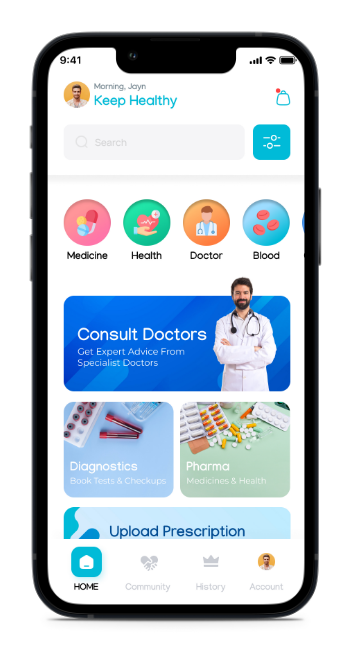 9:41
Morning, Jayn
Keep Healthy
Search
Medicine Health Doctor Blood
Consult Doctors
Get Expert Advice From
Specialist Doctors
Diagnostics
Book Tests & Checkups
Pharma
Medicines & Health
Upload Prescription
HOME Community History Account